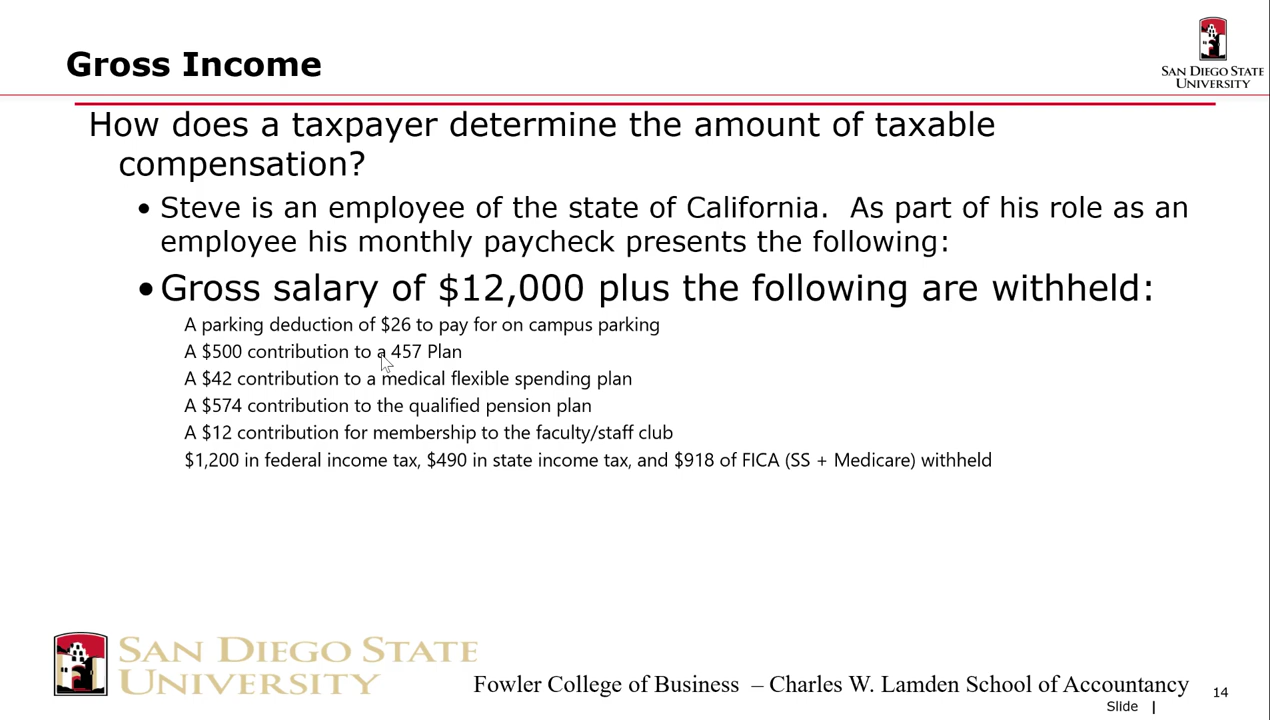 Gross Income
SAN DIEGO STATE
UNIVERSITY
How does a taxpayer determine the amount of taxable
compensation?
• Steve is an employee of the state of California. As part of his role as an
employee his monthly paycheck presents the following:
• Gross salary of $12,000 plus the following are withheld:
A parking deduction of $26 to pay for on campus parking
A $500 contribution to a 457 Plan
A $42 contribution to a medical flexible spending plan
A $574 contribution to the qualified pension plan
A $12 contribution for membership to the faculty/staff club
$1,200 in federal income tax, $490 in state income tax, and $918 of FICA (SS + Medicare) withheld
SAN DIEGO STATE
UNIVERSITY
Fowler College of Business – Charles W. Lamden School of Accountancy
14
Slide |